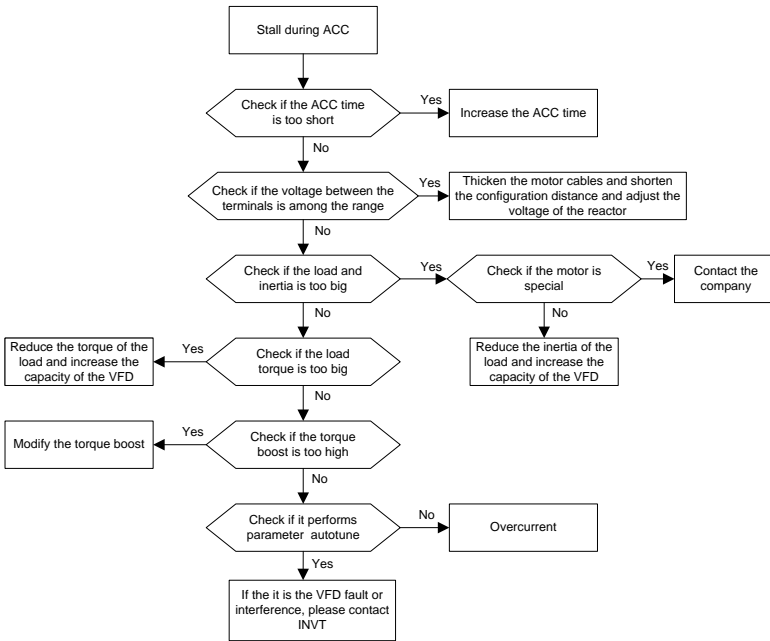 Stall during ACC
Check if the ACC time
is too short
Yes
Increase the ACC time
No
Check if the voltage between the
terminals is among the range
Yes
Thicken the motor cables and shorten
the configuration distance and adjust the
voltage of the reactor
No
Check if the load and
inertia is too big
Yes
Check if the motor is
special
Yes
Contact the
company
No
No
Reduce the torque of the
load and increase the
capacity of the VFD
Yes
Check if the load
torque is too big
Reduce the inertia of the
load and increase the
capacity of the VFD
No
Modify the torque boost
Yes
Check if the torque
boost is too high
No
Check if it performs
parameter autotune
No
Overcurrent
Yes
If the it is the VFD fault or
interference, please contact
INVT